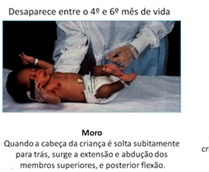 Desaparece entre o 4º e 6º mês de vida
Moro
Quando a cabeça da criança é solta subitamente
para trás, surge a extensão e abdução dos
membros superiores, e posterior flexão.
cr